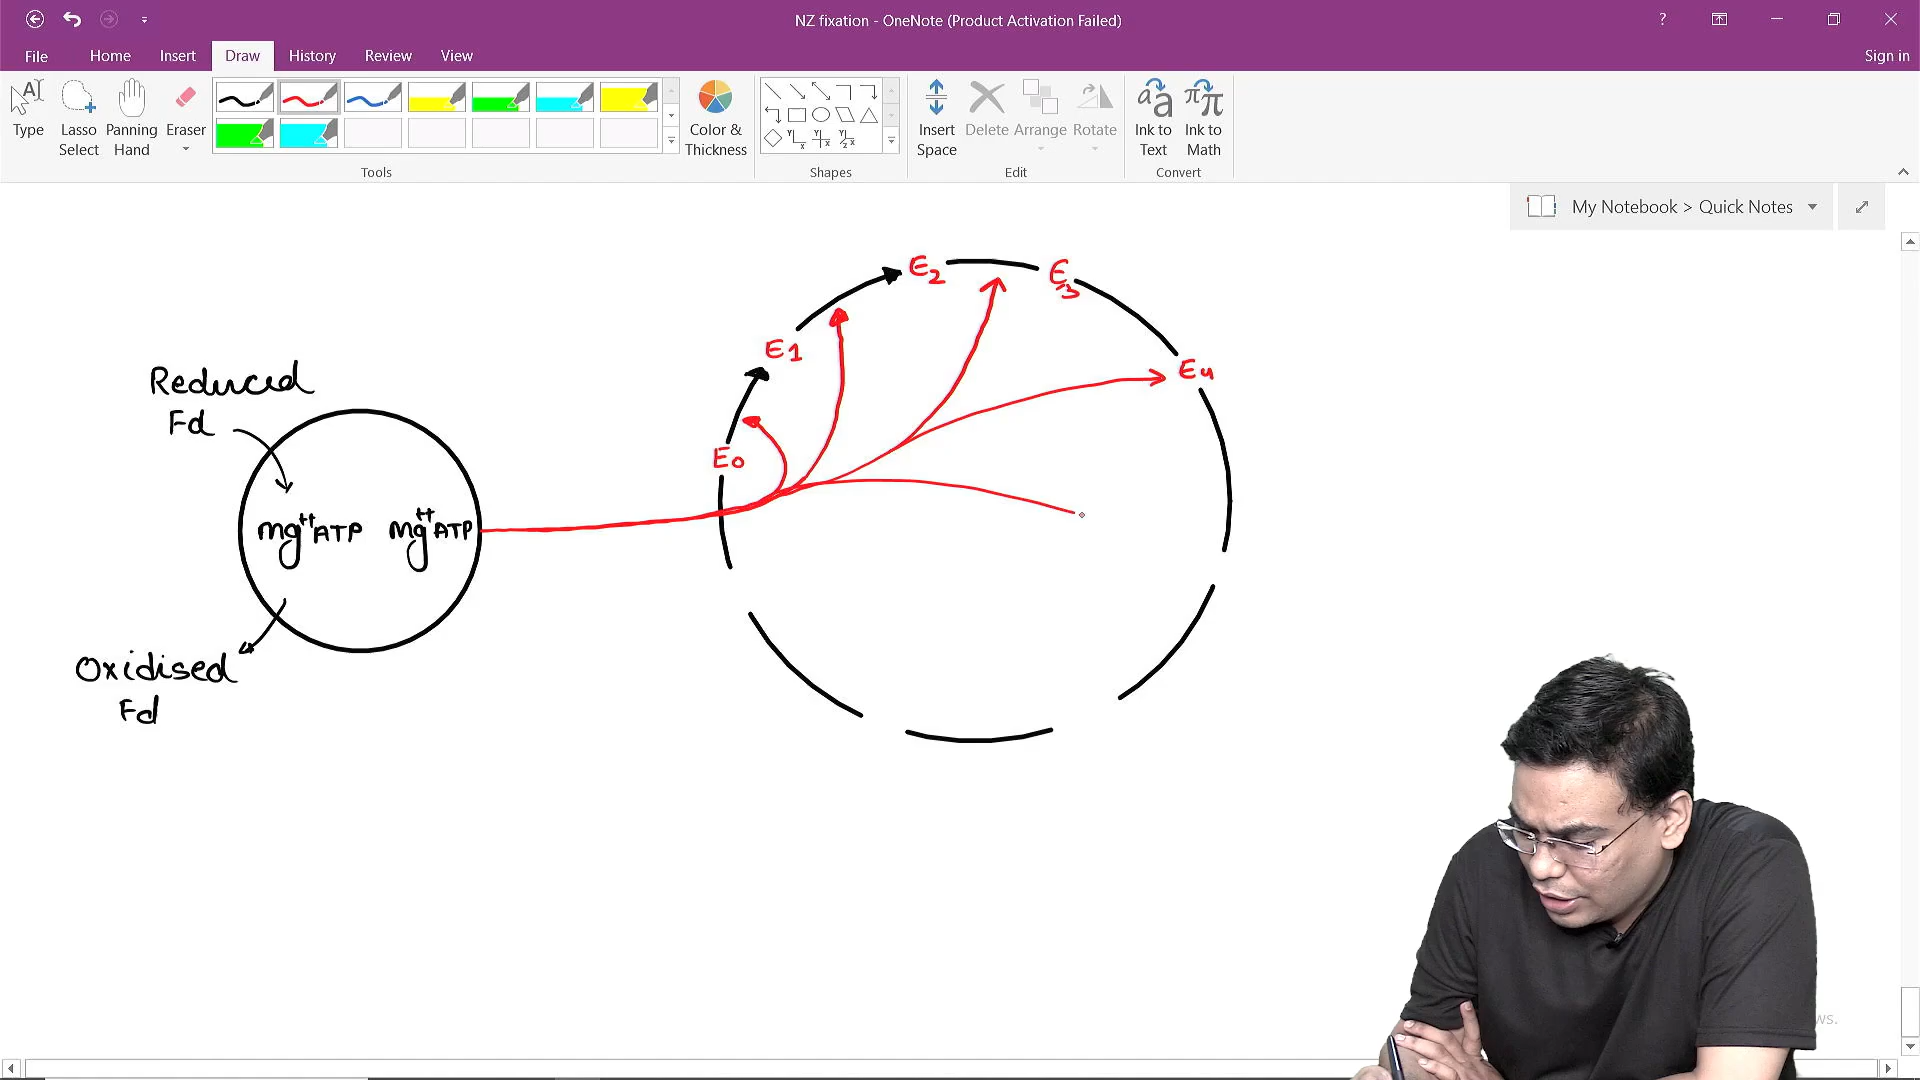 NZ fixation - OneNote (Product Activation Failed)
?
File Home Insert Draw History Review View
Sign in
Type
Lasso Select
Panning Hand
Eraser
Color & Thickness
Insert Space
Delete
Arrange
Rotate
Ink to Text
Ink to Math
Tools
Shapes
Edit
Convert
My Notebook > Quick Notes
E2
E3
E1
E4
E0
Reduced
Fd
Mg++ATP Mg++ATP
Oxidised
Fd